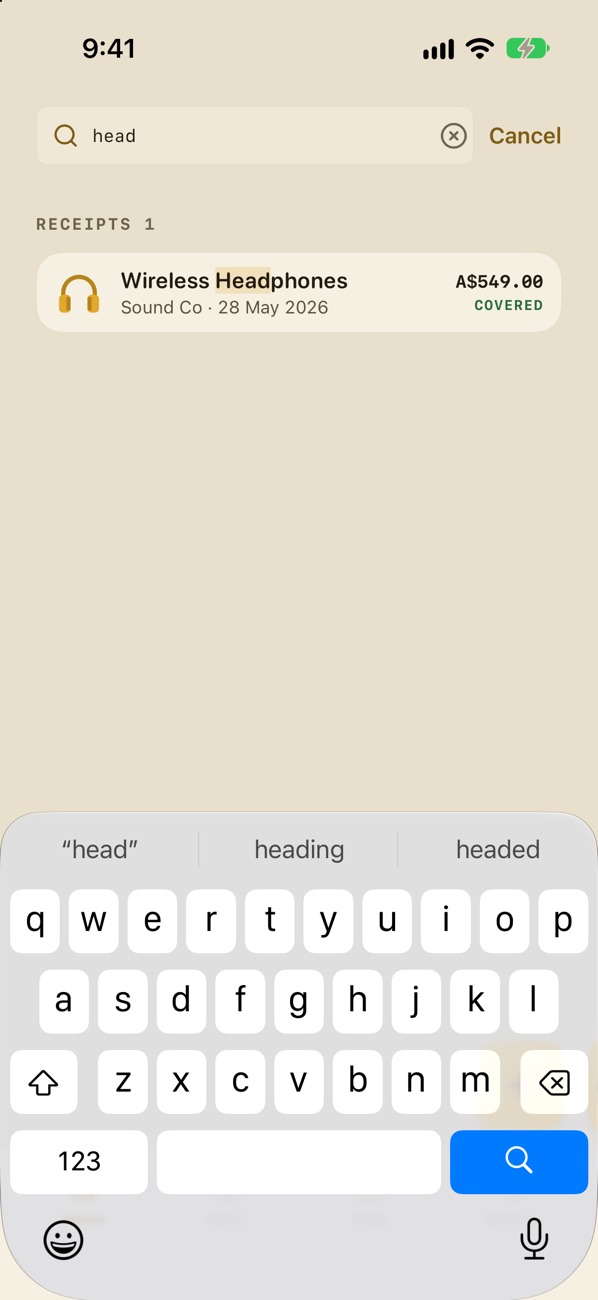 9:41
head
Cancel
RECEIPTS 1
Wireless Headphones
A$549.00
Sound Co · 28 May 2026
COVERED
“head”
heading
headed
q w e r t y u i o p
a s d f g h j k l
z x c v b n m
123